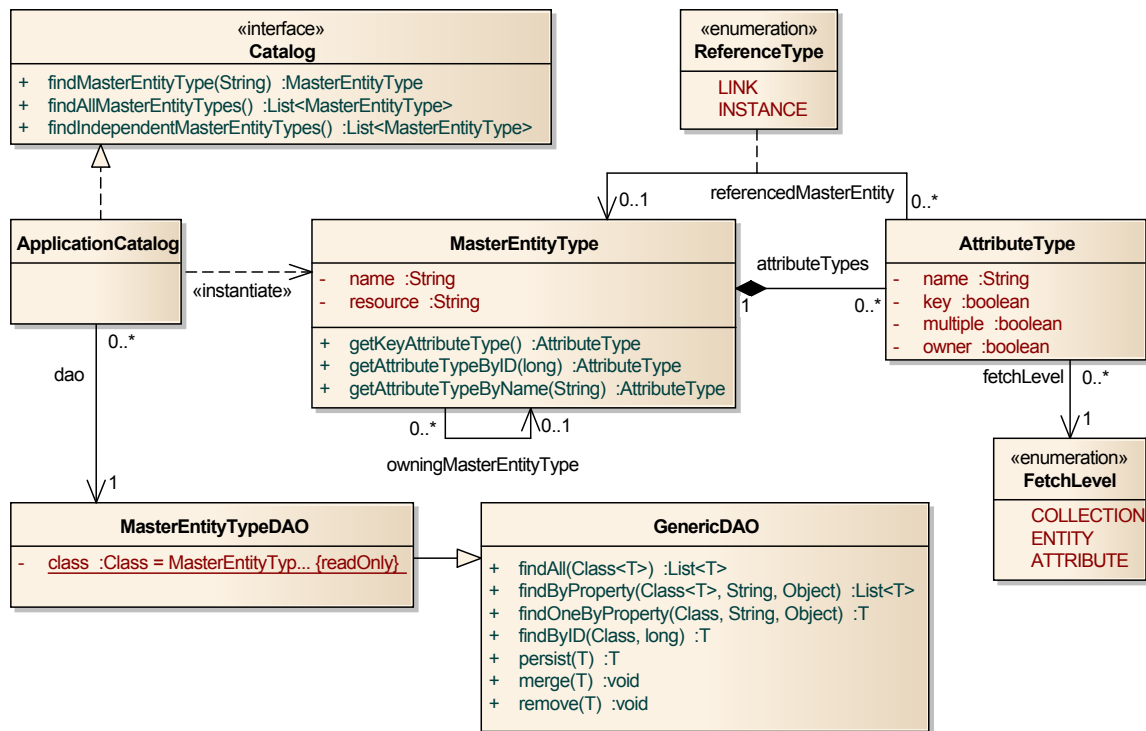 «interface»
Catalog
+ findMasterEntityType(String) :MasterEntityType
+ findAllMasterEntityTypes() :List<MasterEntityType>
+ findIndependentMasterEntityTypes() :List<MasterEntityType>
«enumeration»
ReferenceType
LINK
INSTANCE
0..1
referencedMasterEntity
0..*
ApplicationCatalog
«instantiate»
MasterEntityType
- name :String
- resource :String
+ getKeyAttributeType() :AttributeType
+ getAttributeTypeByID(long) :AttributeType
+ getAttributeTypeByName(String) :AttributeType
attributeTypes
1
0..*
AttributeType
- name :String
- key :boolean
- multiple :boolean
- owner :boolean
0..*
dao
1
0..*
0..1
owningMasterEntityType
fetchLevel
0..*
1
«enumeration»
FetchLevel
COLLECTION
ENTITY
ATTRIBUTE
MasterEntityTypeDAO
- class :Class = MasterEntityTyp... {readOnly}
GenericDAO
+ findAll(Class<T>) :List<T>
+ findByProperty(Class<T>, String, Object) :List<T>
+ findOneByProperty(Class, String, Object) :T
+ findByID(Class, long) :T
+ persist(T) :T
+ merge(T) :void
+ remove(T) :void